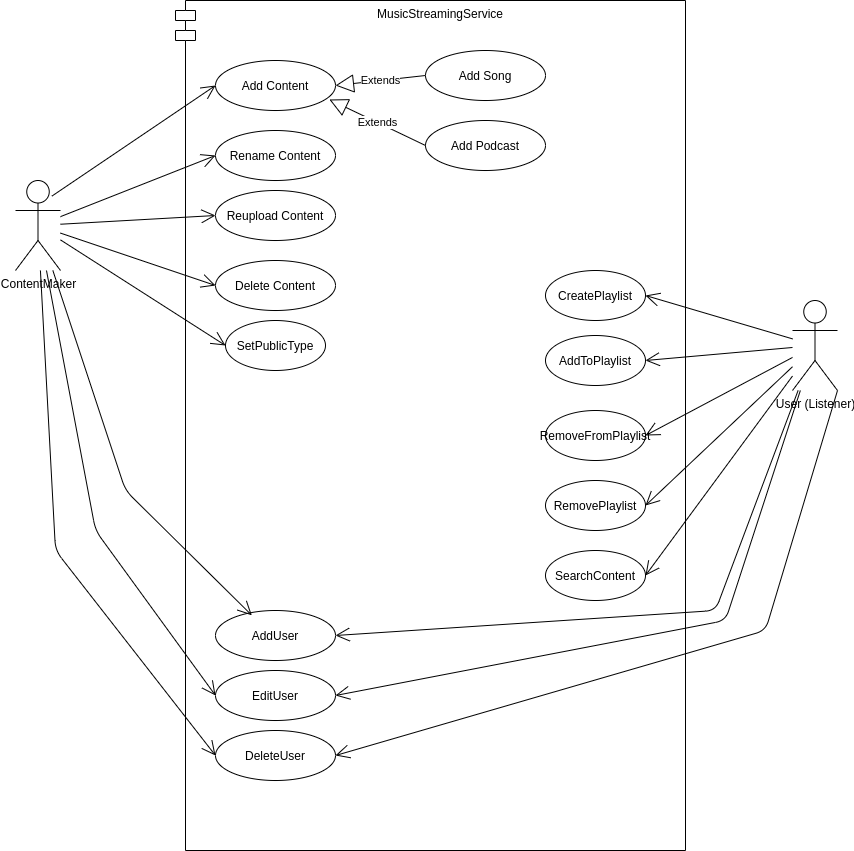 MusicStreamingService
Add Content
Extends
Add Song
Extends
Add Podcast
Rename Content
Reupload Content
Delete Content
SetPublicType
ContentMaker
CreatePlaylist
AddToPlaylist
RemoveFromPlaylist
RemovePlaylist
SearchContent
User (Listener)
AddUser
EditUser
DeleteUser